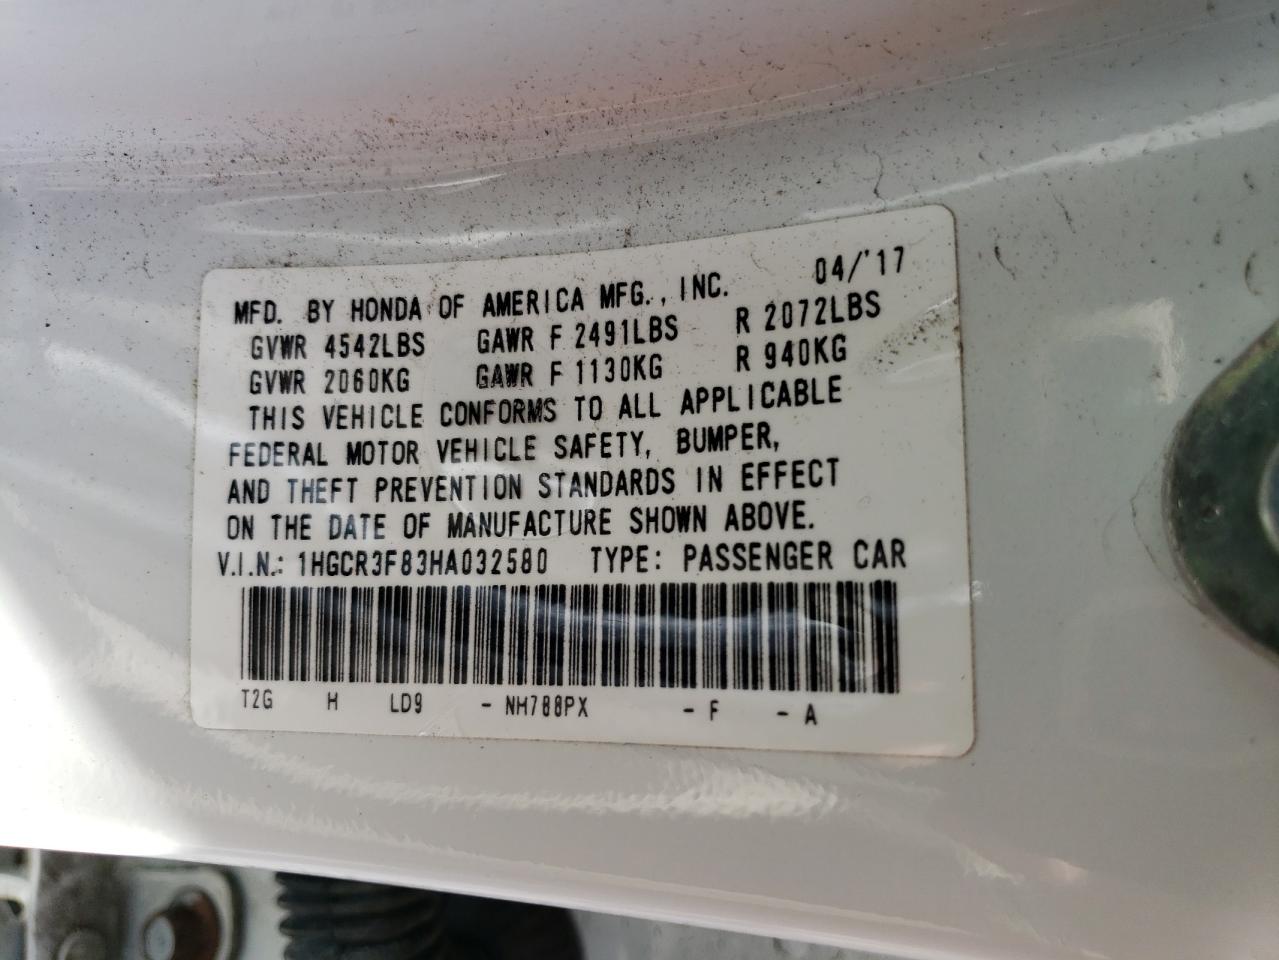 MFD. BY HONDA OF AMERICA MFG., INC. 04/'17
GVWR 4542LBS GAWR F 2491LBS R 2072LBS
GVWR 2060KG GAWR F 1130KG R 940KG
THIS VEHICLE CONFORMS TO ALL APPLICABLE
FEDERAL MOTOR VEHICLE SAFETY, BUMPER,
AND THEFT PREVENTION STANDARDS IN EFFECT
ON THE DATE OF MANUFACTURE SHOWN ABOVE.
V.I.N.: 1HGCR3F83HA032580 TYPE: PASSENGER CAR
T2G H LD9 - NH788PX - F - A